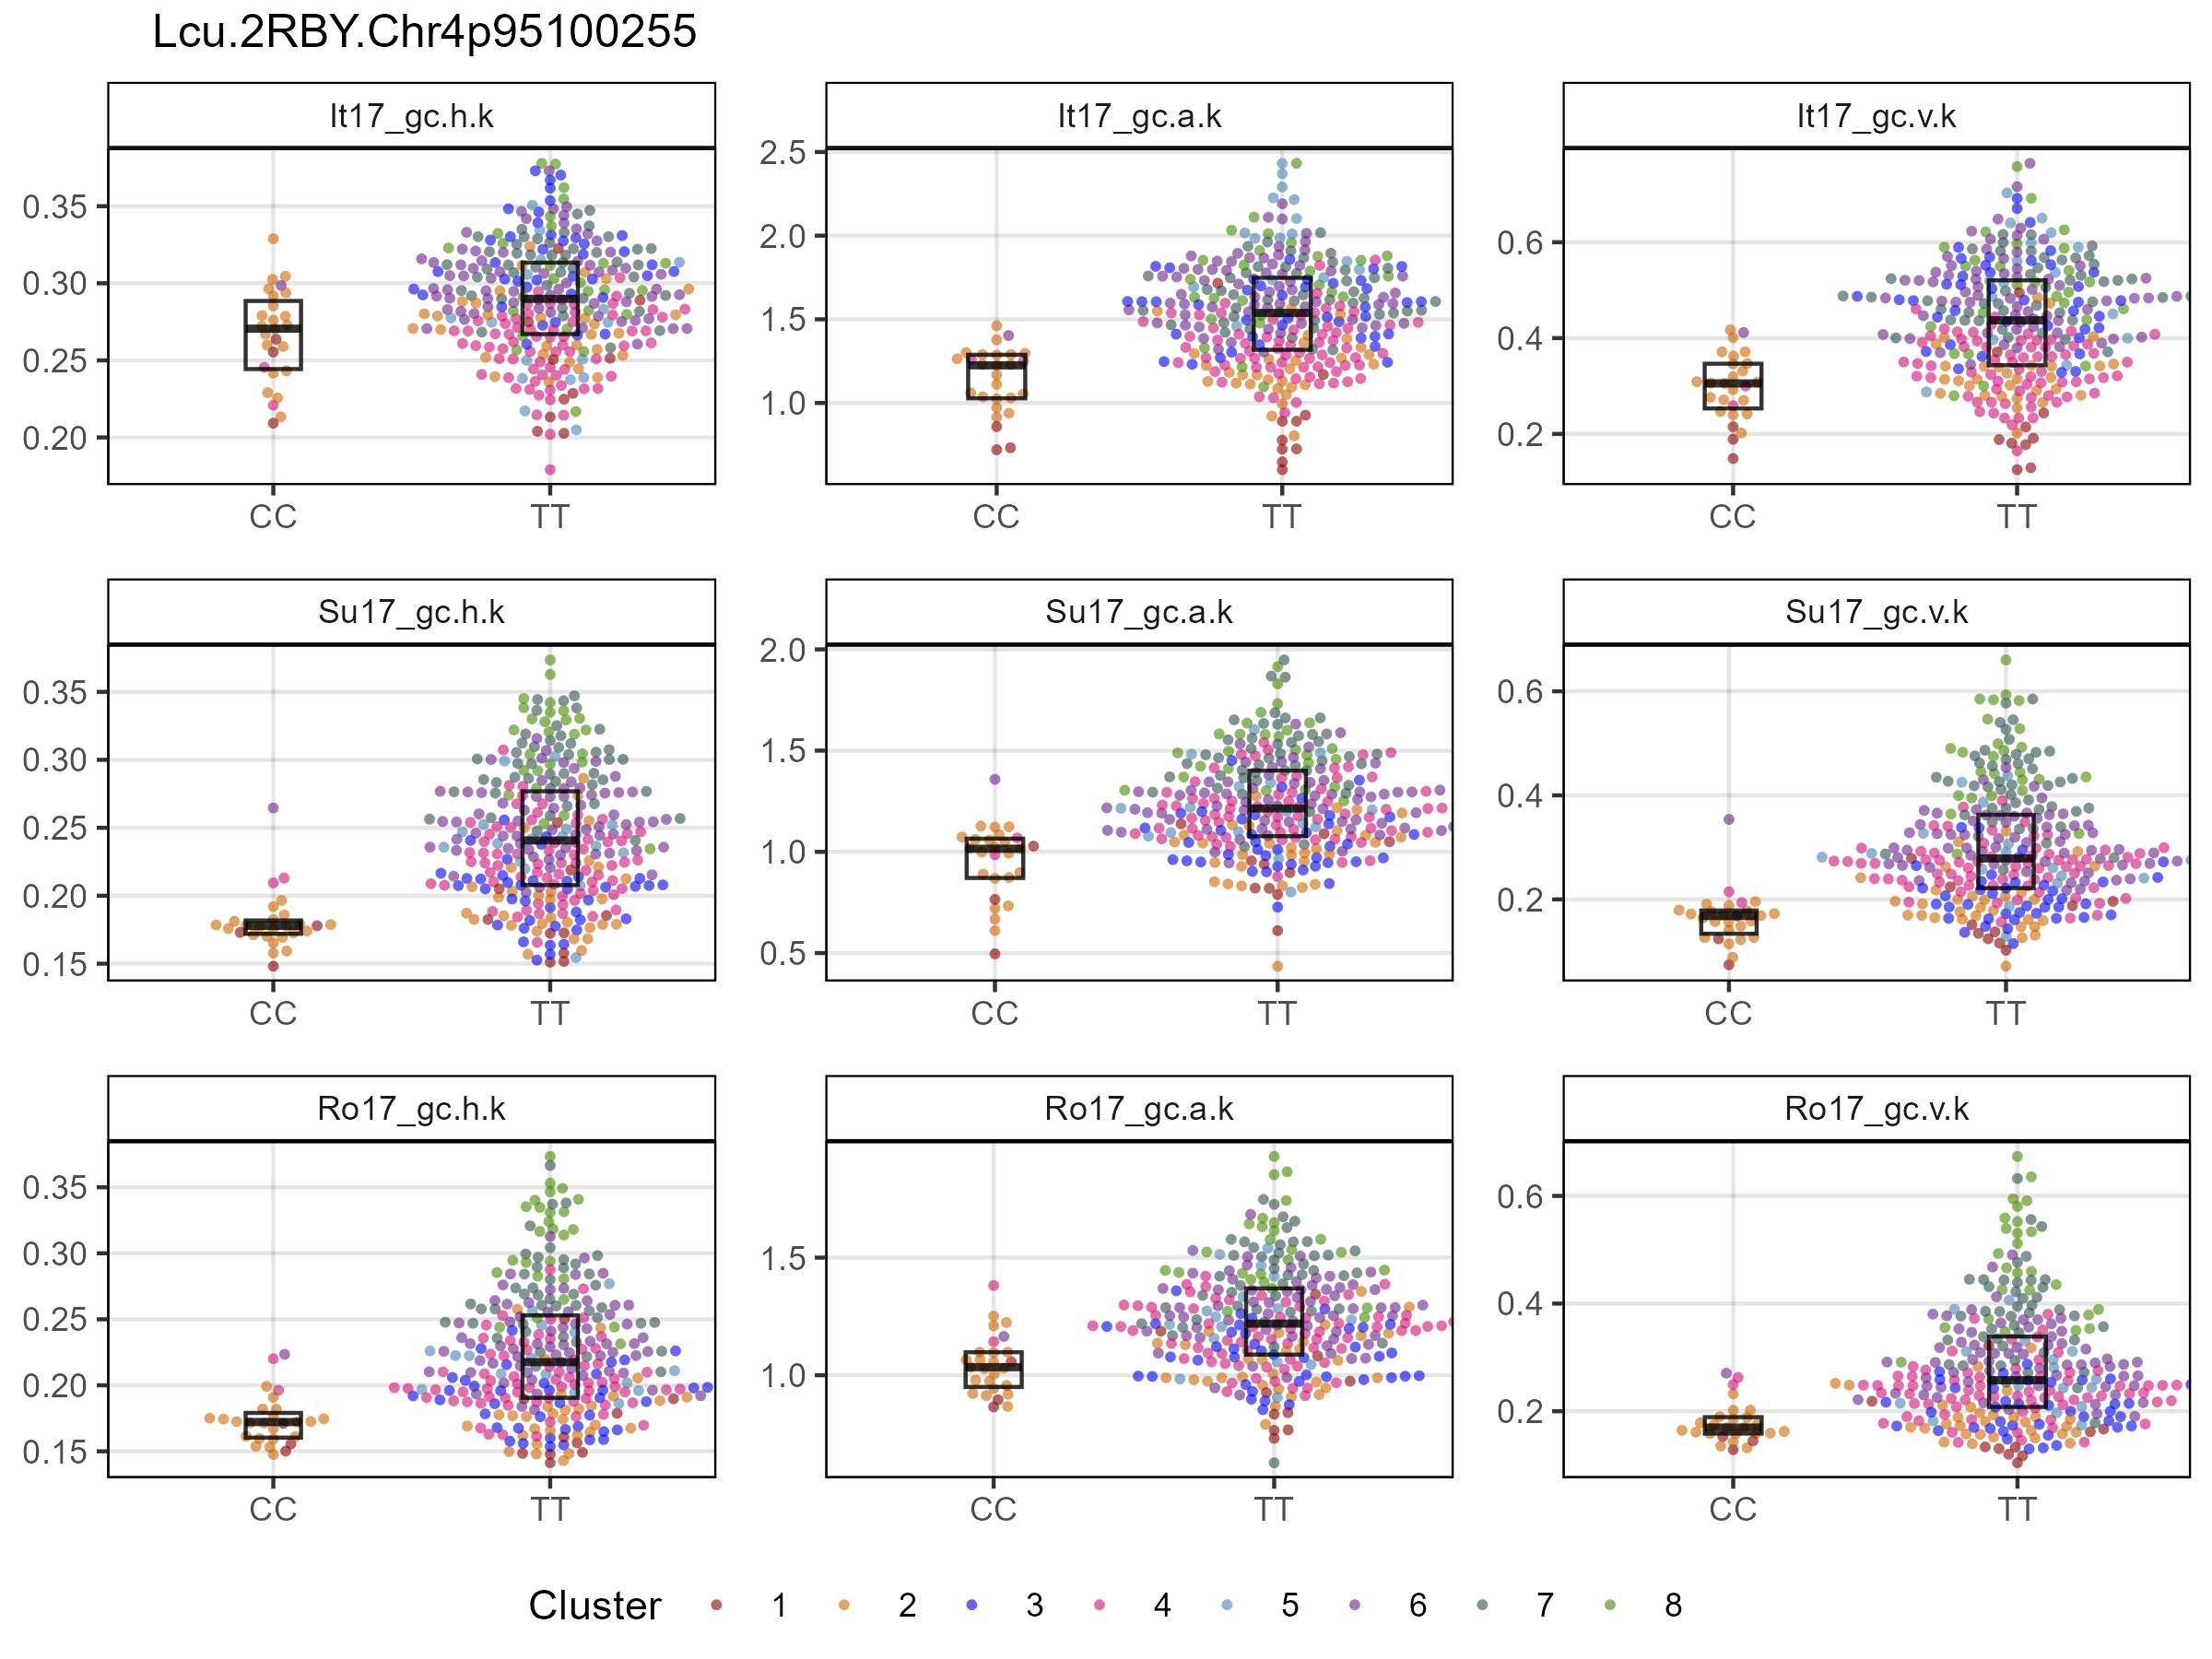 Lcu.2RBY.Chr4p95100255
It17_gc.h.k
It17_gc.a.k
It17_gc.v.k
0.35
0.30
0.25
0.20
CC
TT
2.5
2.0
1.5
1.0
CC
TT
0.6
0.4
0.2
CC
TT
Su17_gc.h.k
Su17_gc.a.k
Su17_gc.v.k
0.35
0.30
0.25
0.20
0.15
CC
TT
2.0
1.5
1.0
0.5
CC
TT
0.6
0.4
0.2
CC
TT
Ro17_gc.h.k
Ro17_gc.a.k
Ro17_gc.v.k
0.35
0.30
0.25
0.20
0.15
CC
TT
1.5
1.0
CC
TT
0.6
0.4
0.2
CC
TT
Cluster 1 2 3 4 5 6 7 8